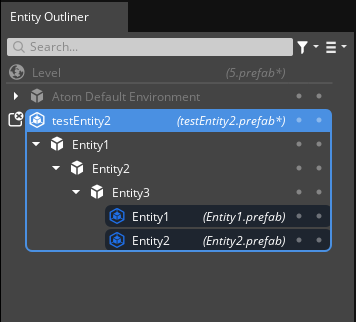 Entity Outliner
Search...
Level (5.prefab*)
Atom Default Environment
testEntity2 (testEntity2.prefab*)
Entity1
Entity2
Entity3
Entity1 (Entity1.prefab)
Entity2 (Entity2.prefab)